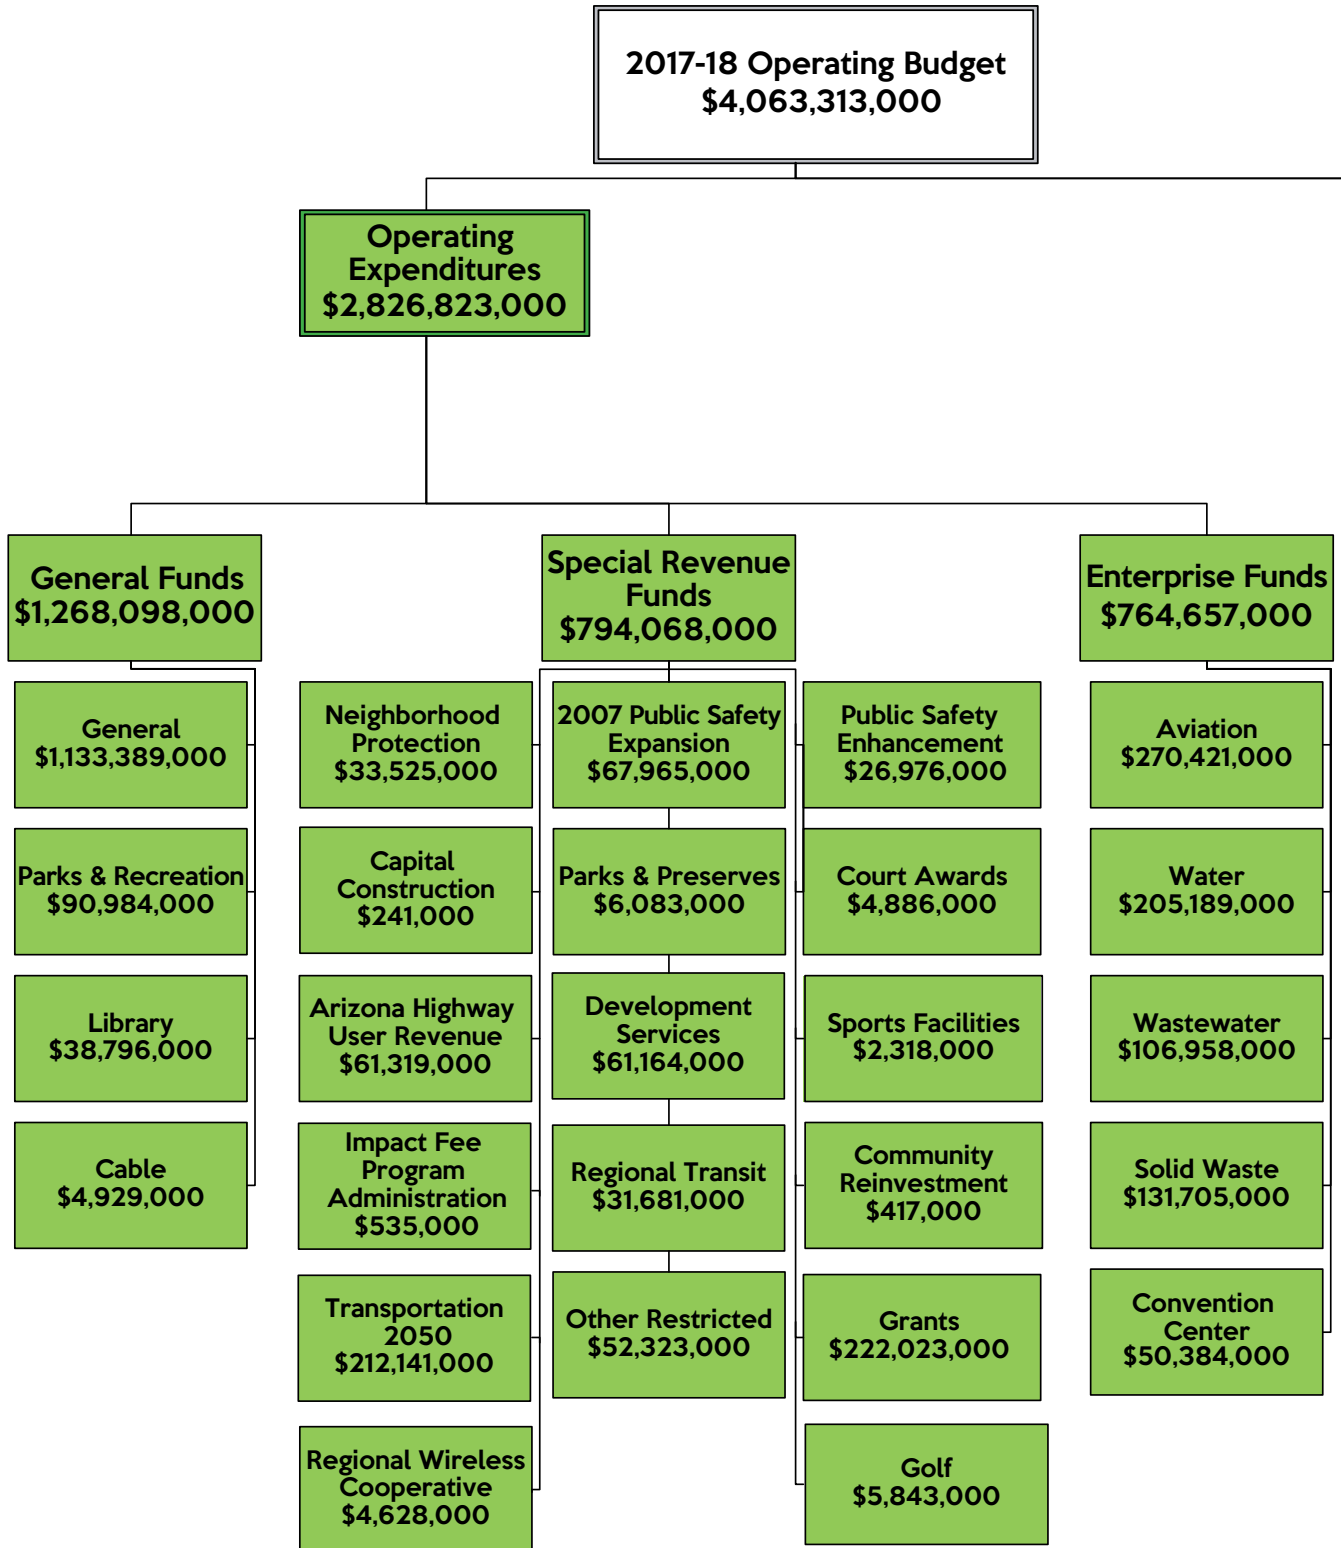 2017-18 Operating Budget
$4,063,313,000
Operating
Expenditures
$2,826,823,000
General Funds
$1,268,098,000
General
$1,133,389,000
Parks & Recreation
$90,984,000
Library
$38,796,000
Cable
$4,929,000
Special Revenue
Funds
$794,068,000
Neighborhood
Protection
$33,525,000
Capital
Construction
$241,000
Arizona Highway
User Revenue
$61,319,000
Impact Fee
Program
Administration
$535,000
Transportation
2050
$212,141,000
Regional Wireless
Cooperative
$4,628,000
2007 Public Safety
Expansion
$67,965,000
Parks & Preserves
$6,083,000
Development
Services
$61,164,000
Regional Transit
$31,681,000
Other Restricted
$52,323,000
Public Safety
Enhancement
$26,976,000
Court Awards
$4,886,000
Sports Facilities
$2,318,000
Community
Reinvestment
$417,000
Grants
$222,023,000
Golf
$5,843,000
Enterprise Funds
$764,657,000
Aviation
$270,421,000
Water
$205,189,000
Wastewater
$106,958,000
Solid Waste
$131,705,000
Convention
Center
$50,384,000